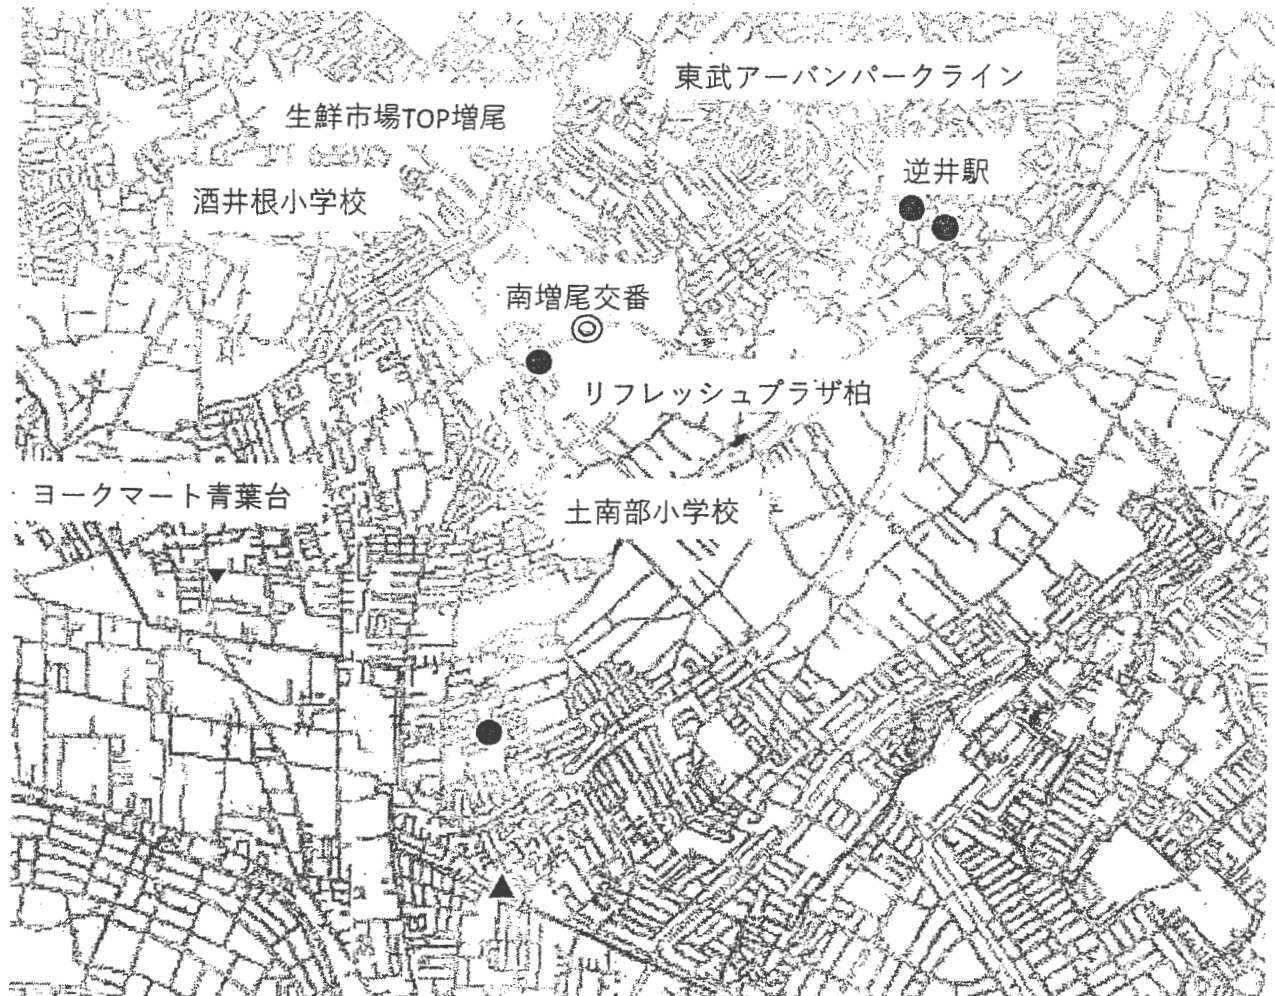 東武アーバンパークライン
生鮮市場TOP増尾
逆井駅
酒井根小学校
南増尾交番
リフレッシュプラザ柏
ヨークマート青葉台
土南部小学校